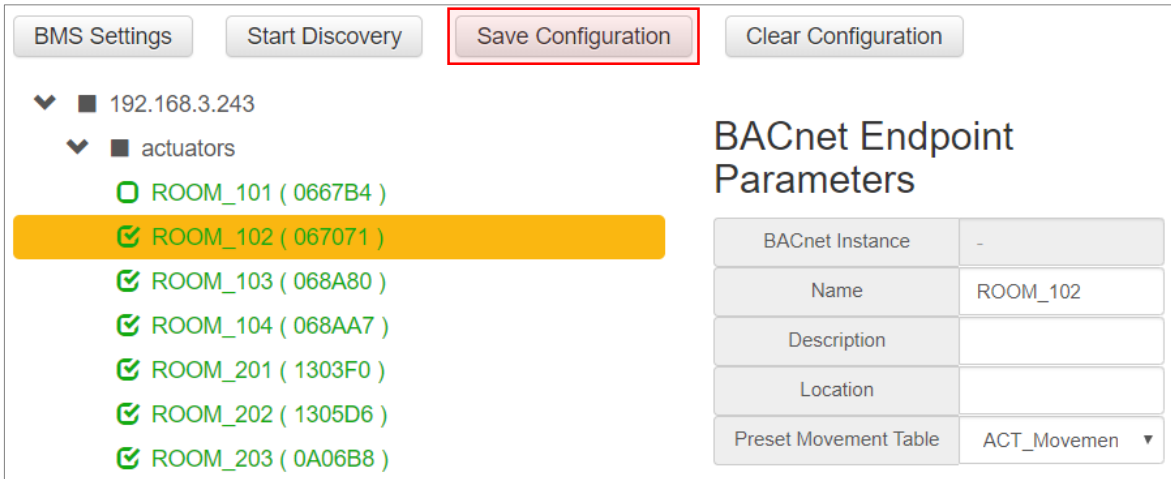 BMS Settings Start Discovery Save Configuration Clear Configuration
192.168.3.243
actuators
ROOM_101 ( 0667B4 )
ROOM_102 ( 067071 )
ROOM_103 ( 068A80 )
ROOM_104 ( 068AA7 )
ROOM_201 ( 1303F0 )
ROOM_202 ( 1305D6 )
ROOM_203 ( 0A06B8 )
BACnet Endpoint
Parameters
BACnet Instance -
Name ROOM_102
Description
Location
Preset Movement Table ACT_Movemen